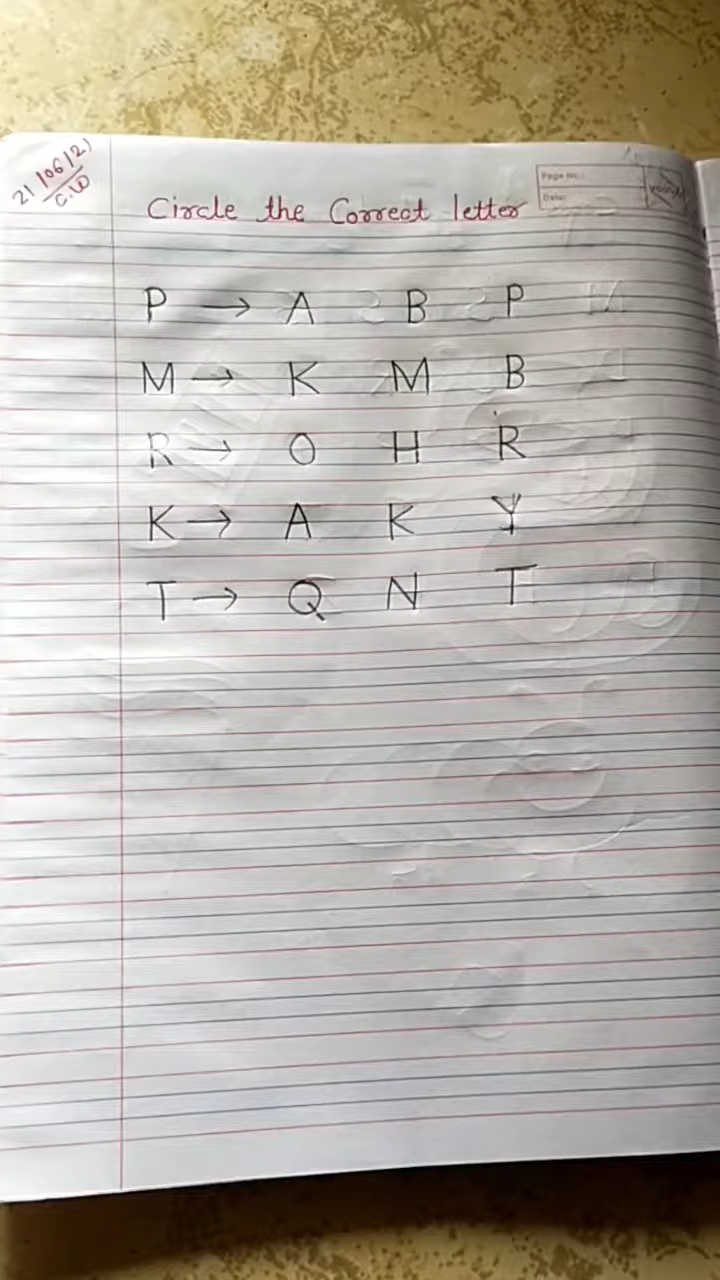 21/06/21
C.W
Page No.:
Date:
Circle the Correct letter
P → A B P
M → K M B
R → O H R
K → A K Y
T → Q N T